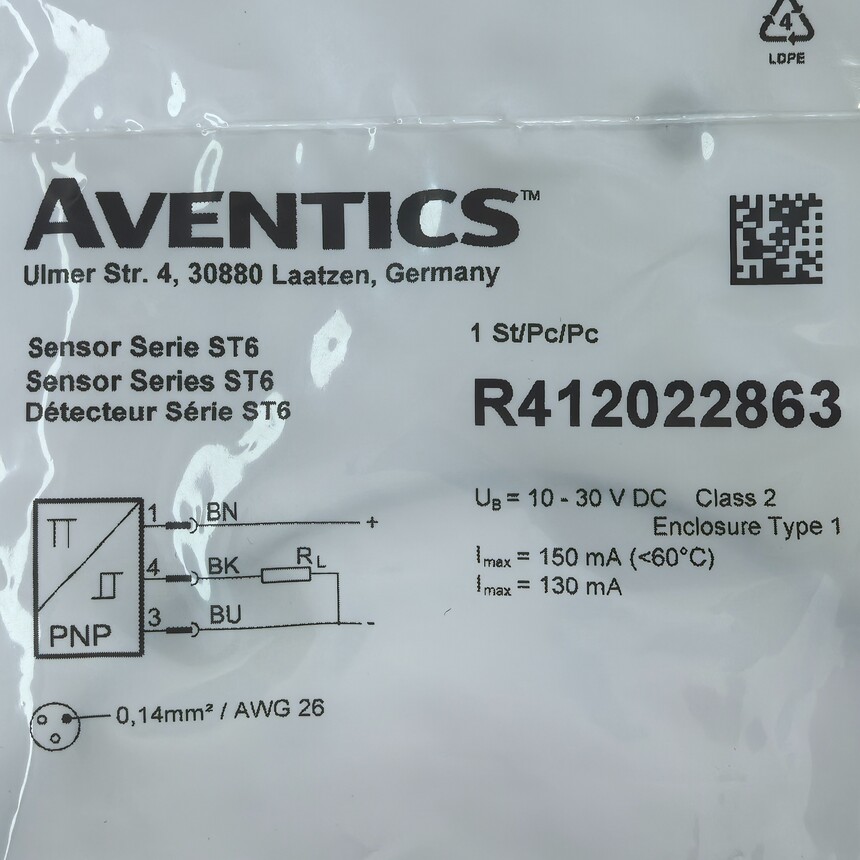 4
LDPE
AVENTICS™
Ulmer Str. 4, 30880 Laatzen, Germany
Sensor Serie ST6
Sensor Series ST6
Détecteur Série ST6
1 St/Pc/Pc
R412022863
UB = 10 - 30 V DC Class 2
Enclosure Type 1
Imax = 150 mA (<60°C)
Imax = 130 mA
1 BN +
4 BK RL
3 BU -
PNP
0,14mm² / AWG 26